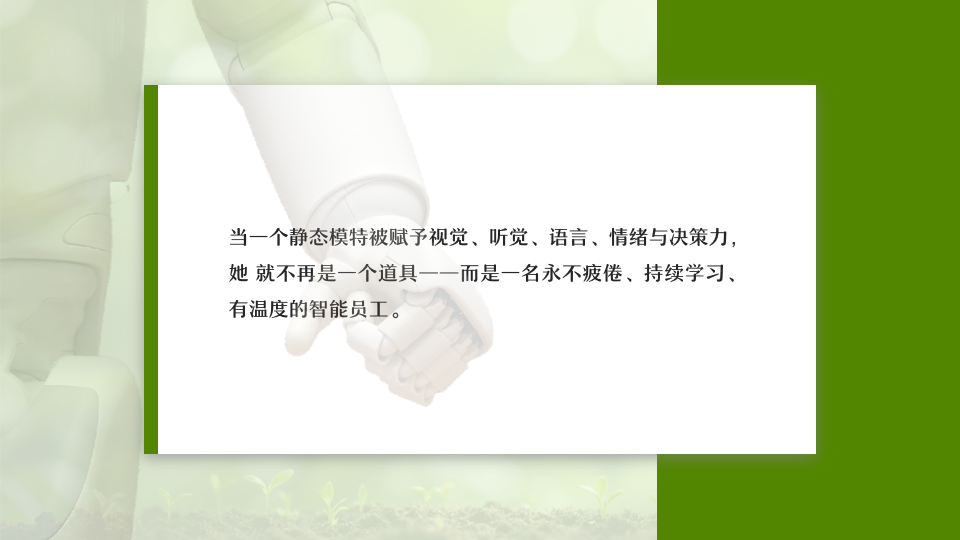 当一个静态模特被赋予视觉、听觉、语言、情绪与决策力，
她 就不再是一个道具——而是一名永不疲倦、持续学习、
有温度的智能员工。